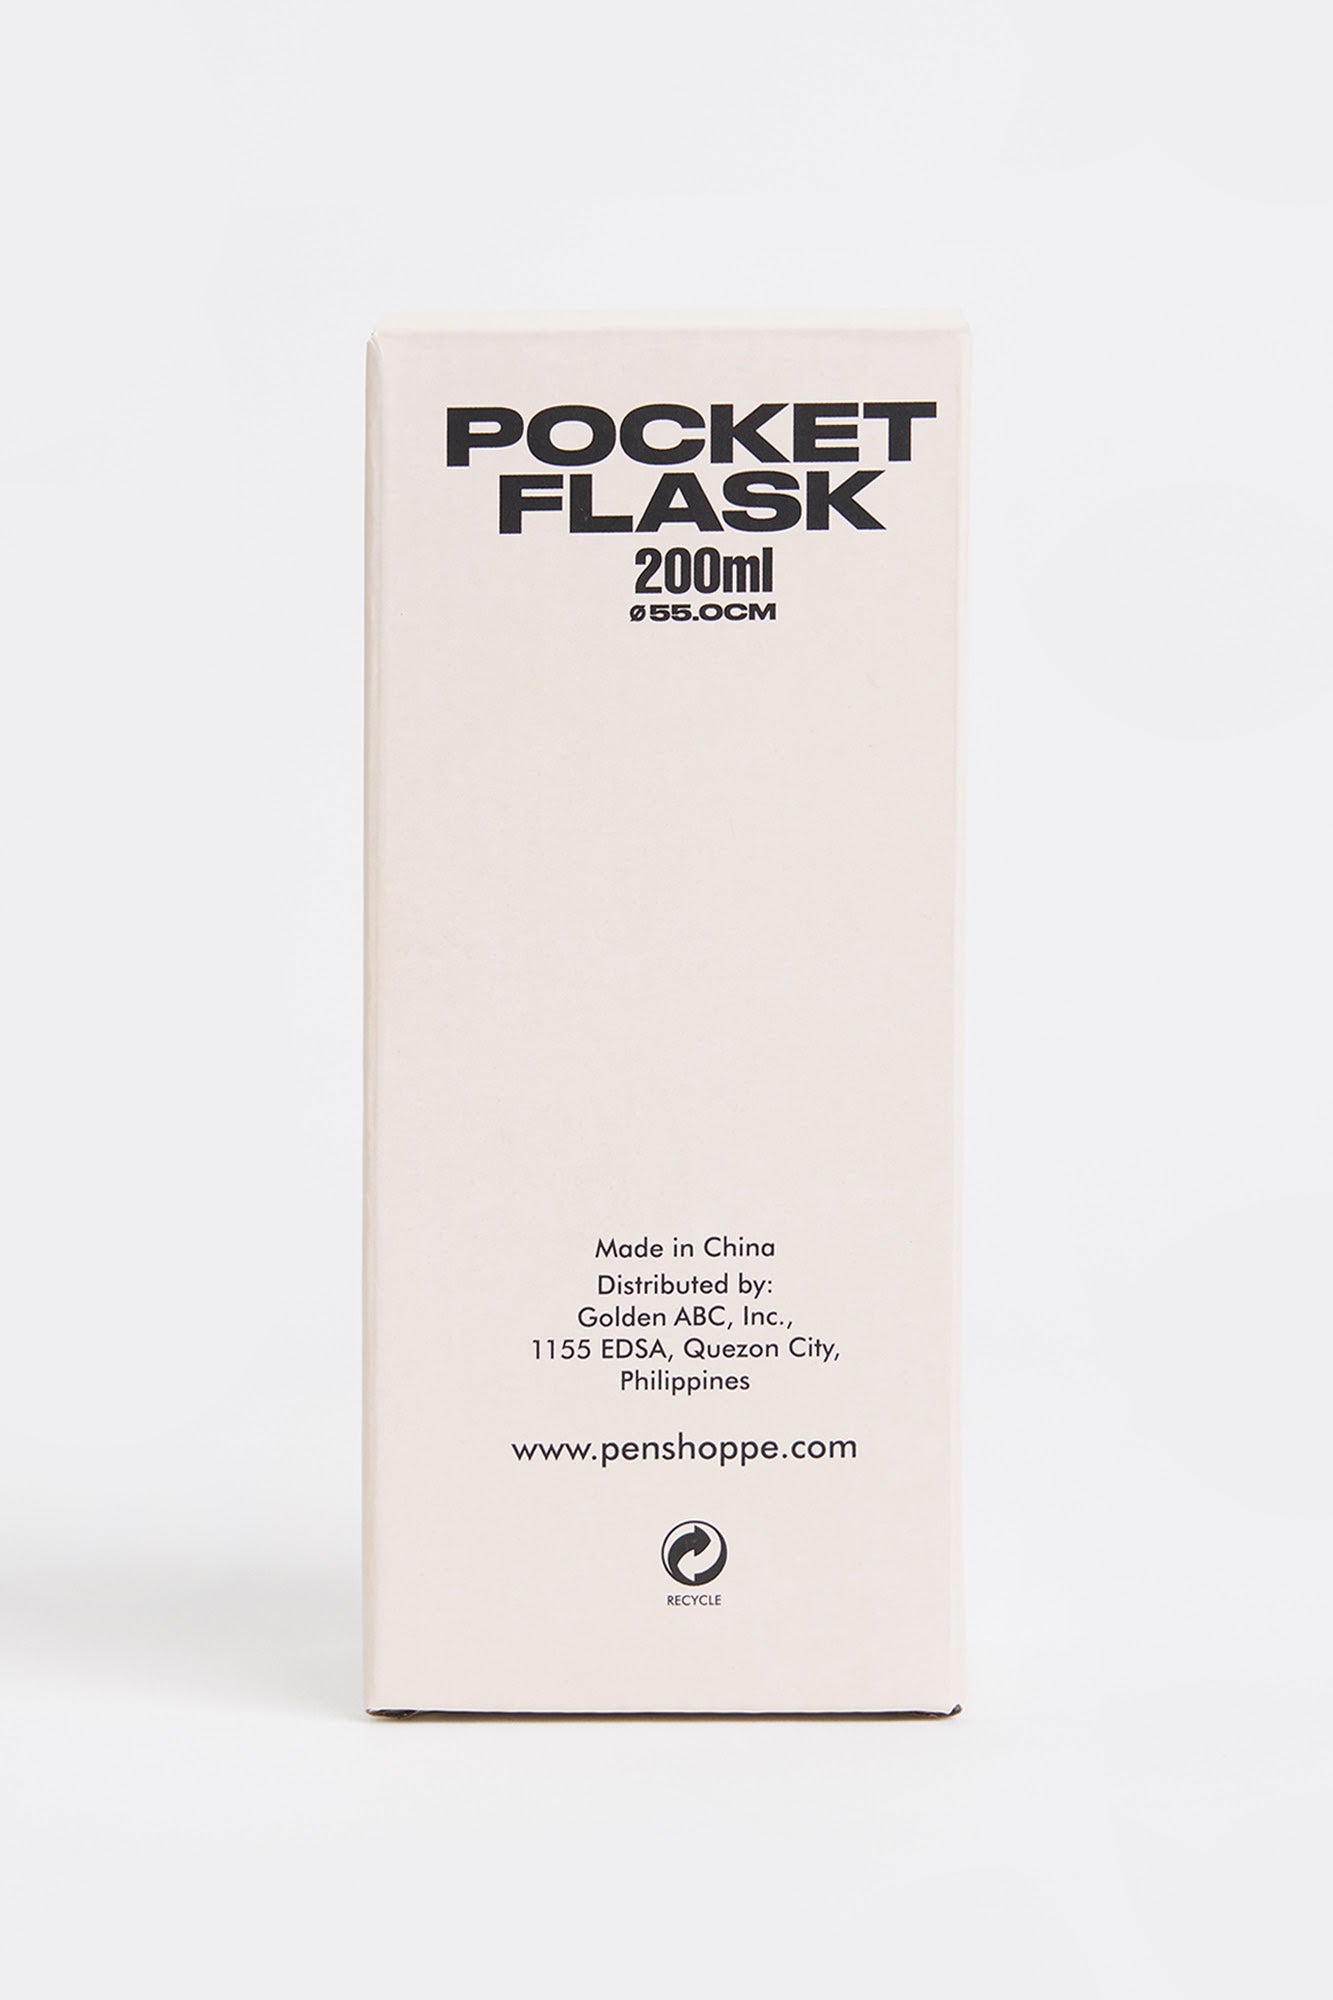 POCKET
FLASK
200ml
Ø55.0CM
Made in China
Distributed by:
Golden ABC, Inc.,
1155 EDSA, Quezon City,
Philippines
www.penshoppe.com
RECYCLE